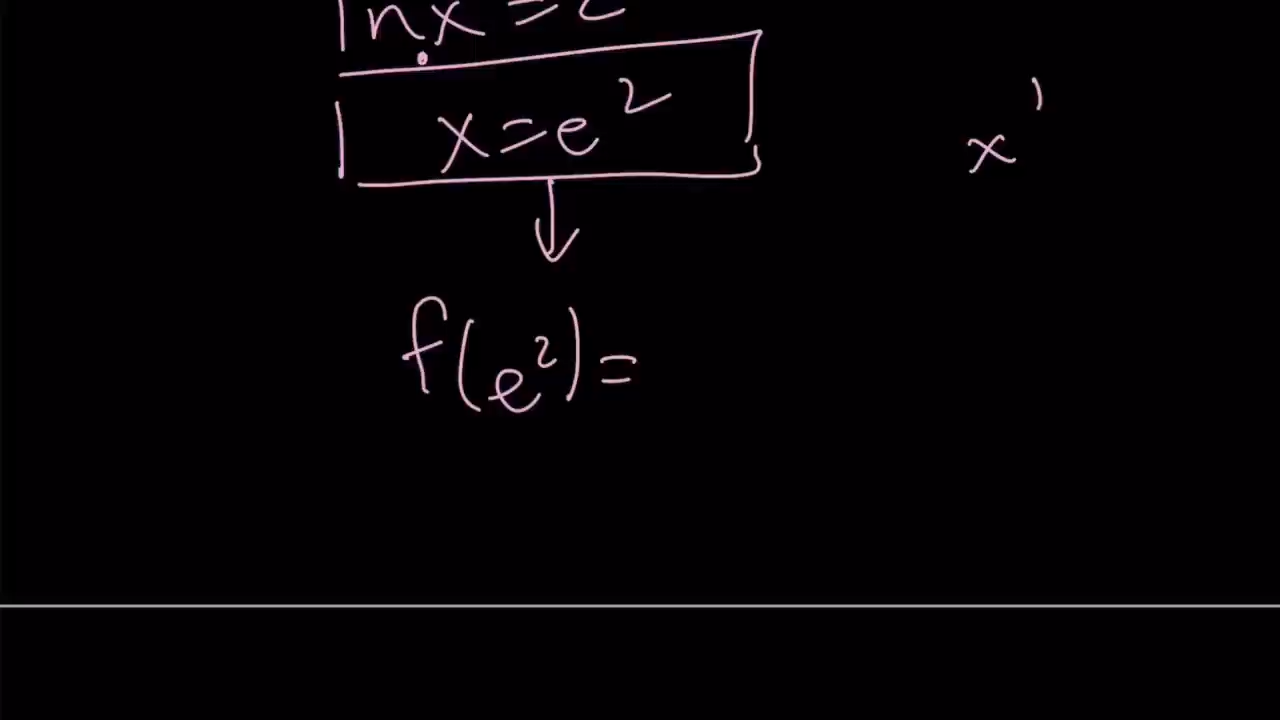 ln x = 2
x = e²
x'
f(e²) =